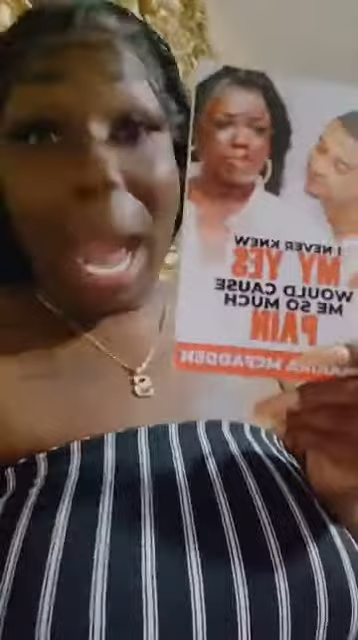 I NEVER KNEW
MY YES
WOULD CAUSE
ME SO MUCH
PAIN
MCFADDEN